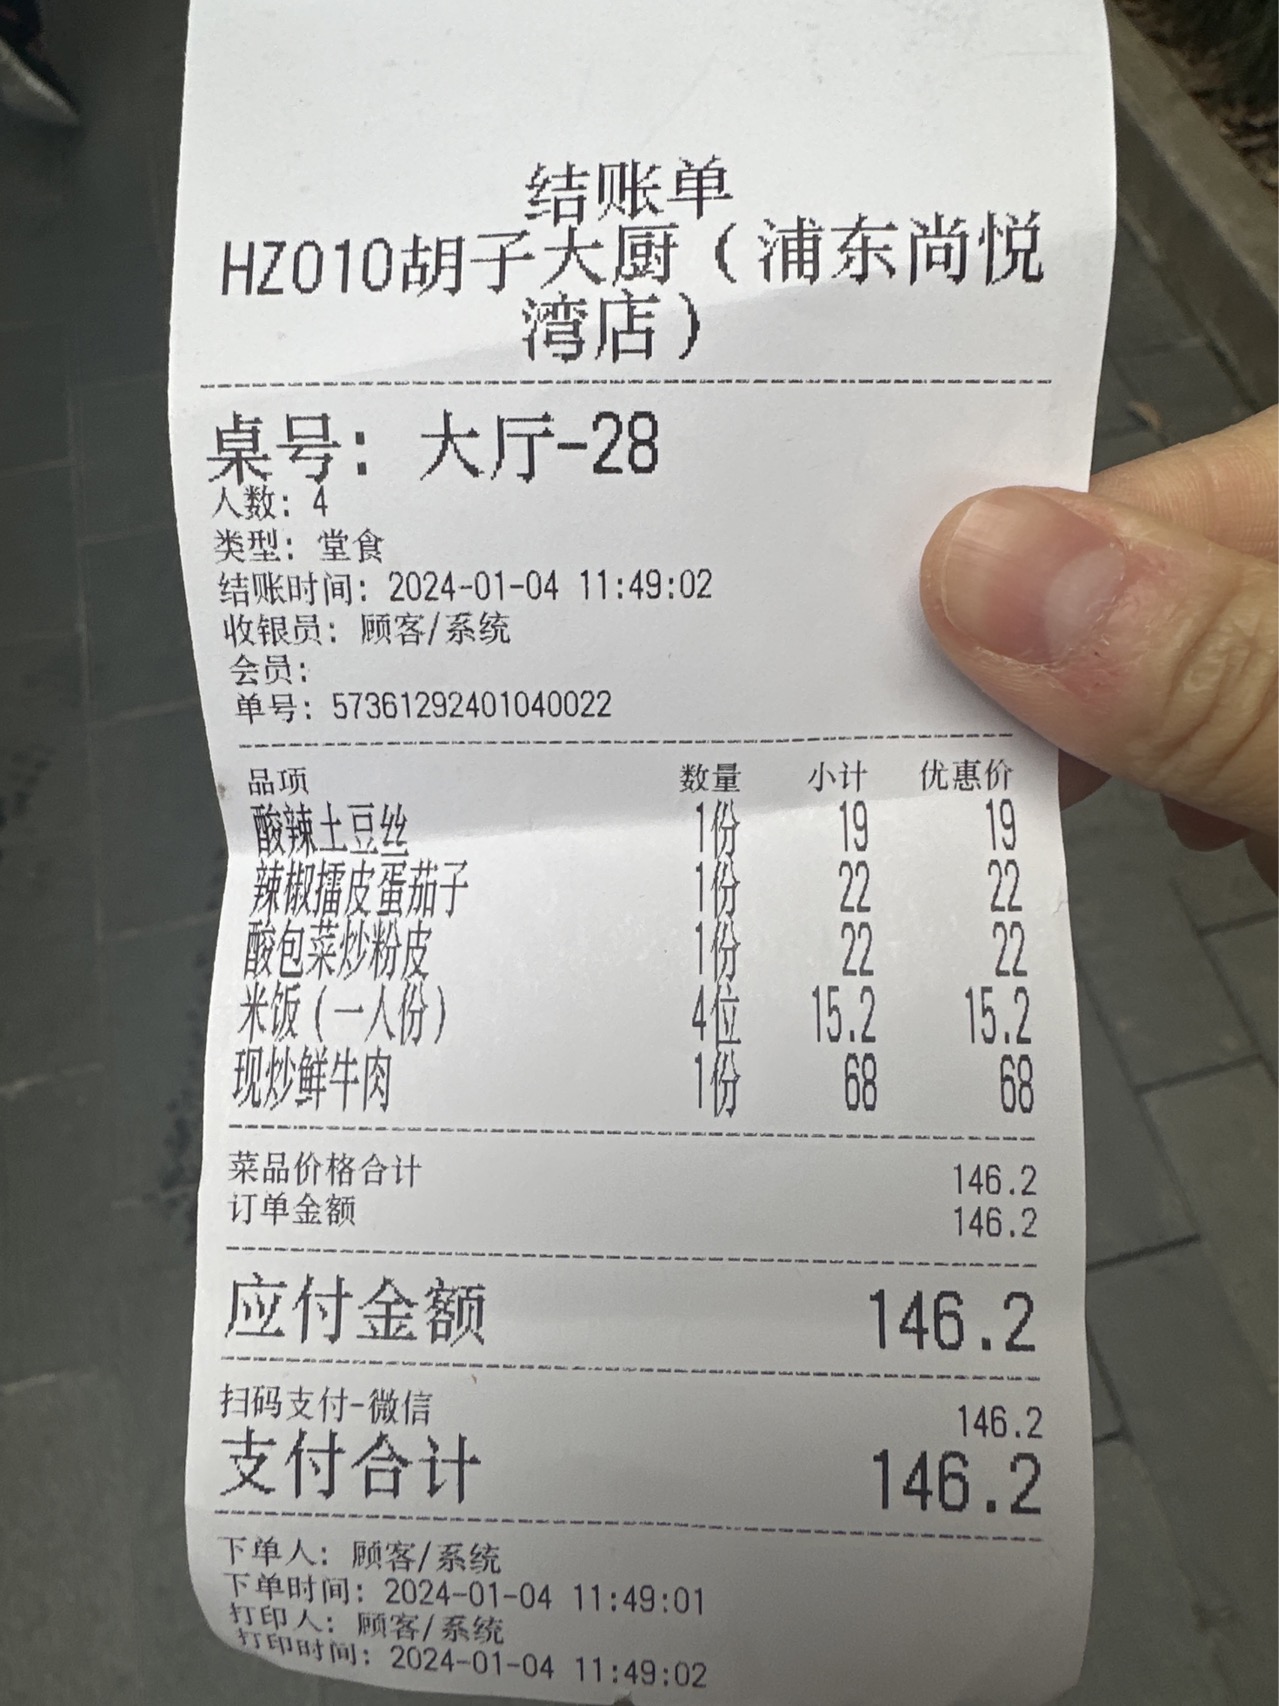 结账单
HZ010胡子大厨（浦东尚悦
湾店）
桌号：大厅-28
人数：4
类型：堂食
结账时间：2024-01-04 11:49:02
收银员：顾客/系统
会员：
单号：57361292401040022
品项 数量 小计 优惠价
酸辣土豆丝 1份 19 19
辣椒擂皮蛋茄子 1份 22 22
酸包菜炒粉皮 1份 22 22
米饭（一人份） 4位 15.2 15.2
现炒鲜牛肉 1份 68 68
菜品价格合计 146.2
订单金额 146.2
应付金额 146.2
扫码支付-微信 146.2
支付合计 146.2
下单人：顾客/系统
下单时间：2024-01-04 11:49:01
打印人：顾客/系统
打印时间：2024-01-04 11:49:02